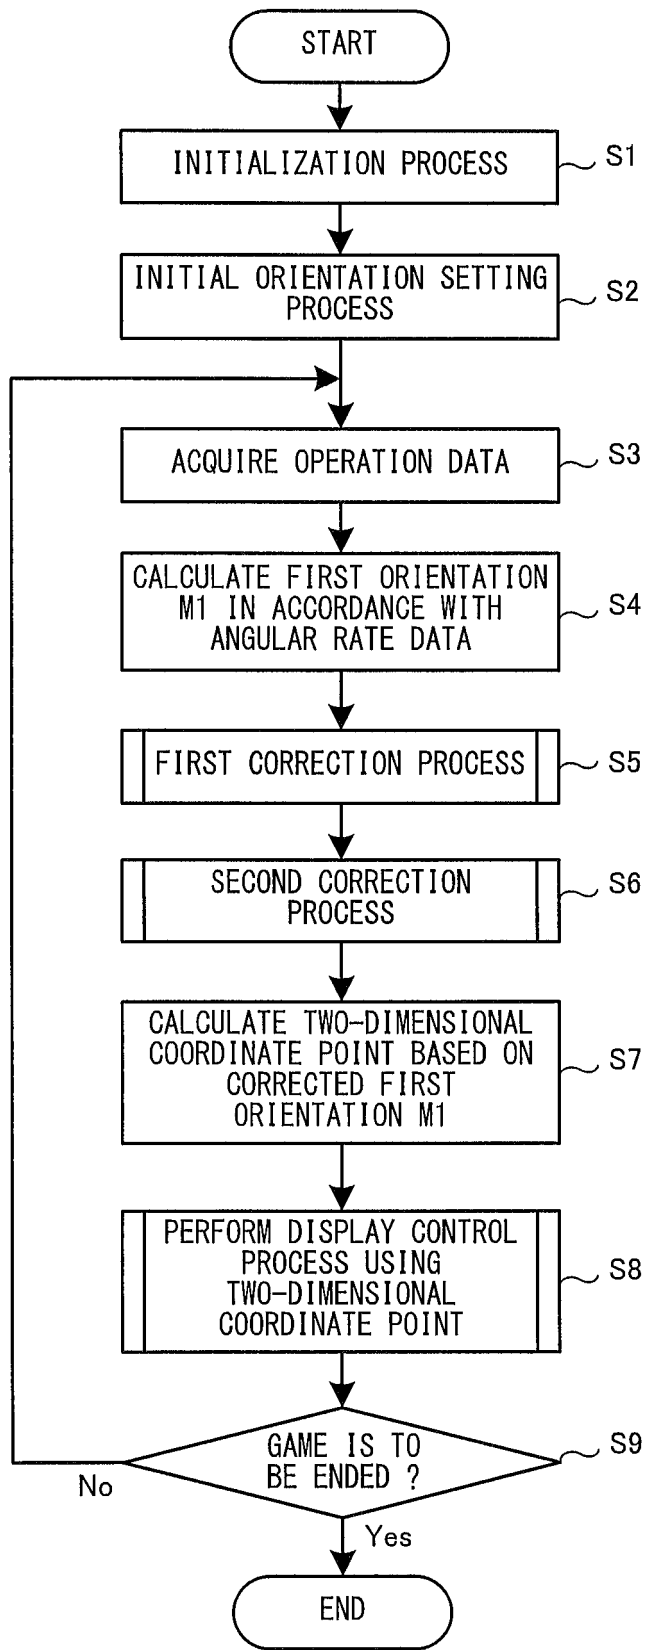 START
INITIALIZATION PROCESS
S1
INITIAL ORIENTATION SETTING
PROCESS
S2
ACQUIRE OPERATION DATA
S3
CALCULATE FIRST ORIENTATION
M1 IN ACCORDANCE WITH
ANGULAR RATE DATA
S4
FIRST CORRECTION PROCESS
S5
SECOND CORRECTION
PROCESS
S6
CALCULATE TWO-DIMENSIONAL
COORDINATE POINT BASED ON
CORRECTED FIRST
ORIENTATION M1
S7
PERFORM DISPLAY CONTROL
PROCESS USING
TWO-DIMENSIONAL
COORDINATE POINT
S8
GAME IS TO
BE ENDED ?
S9
No
Yes
END